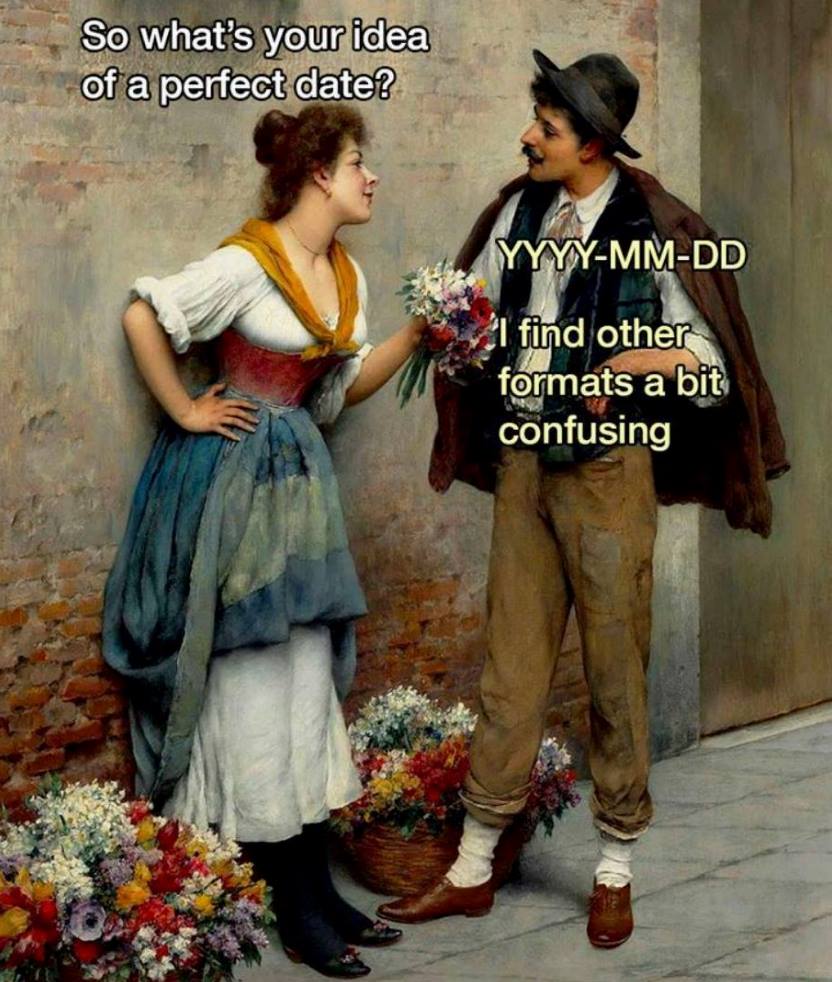 So what's your idea
of a perfect date?
YYYY-MM-DD
I find other
formats a bit
confusing